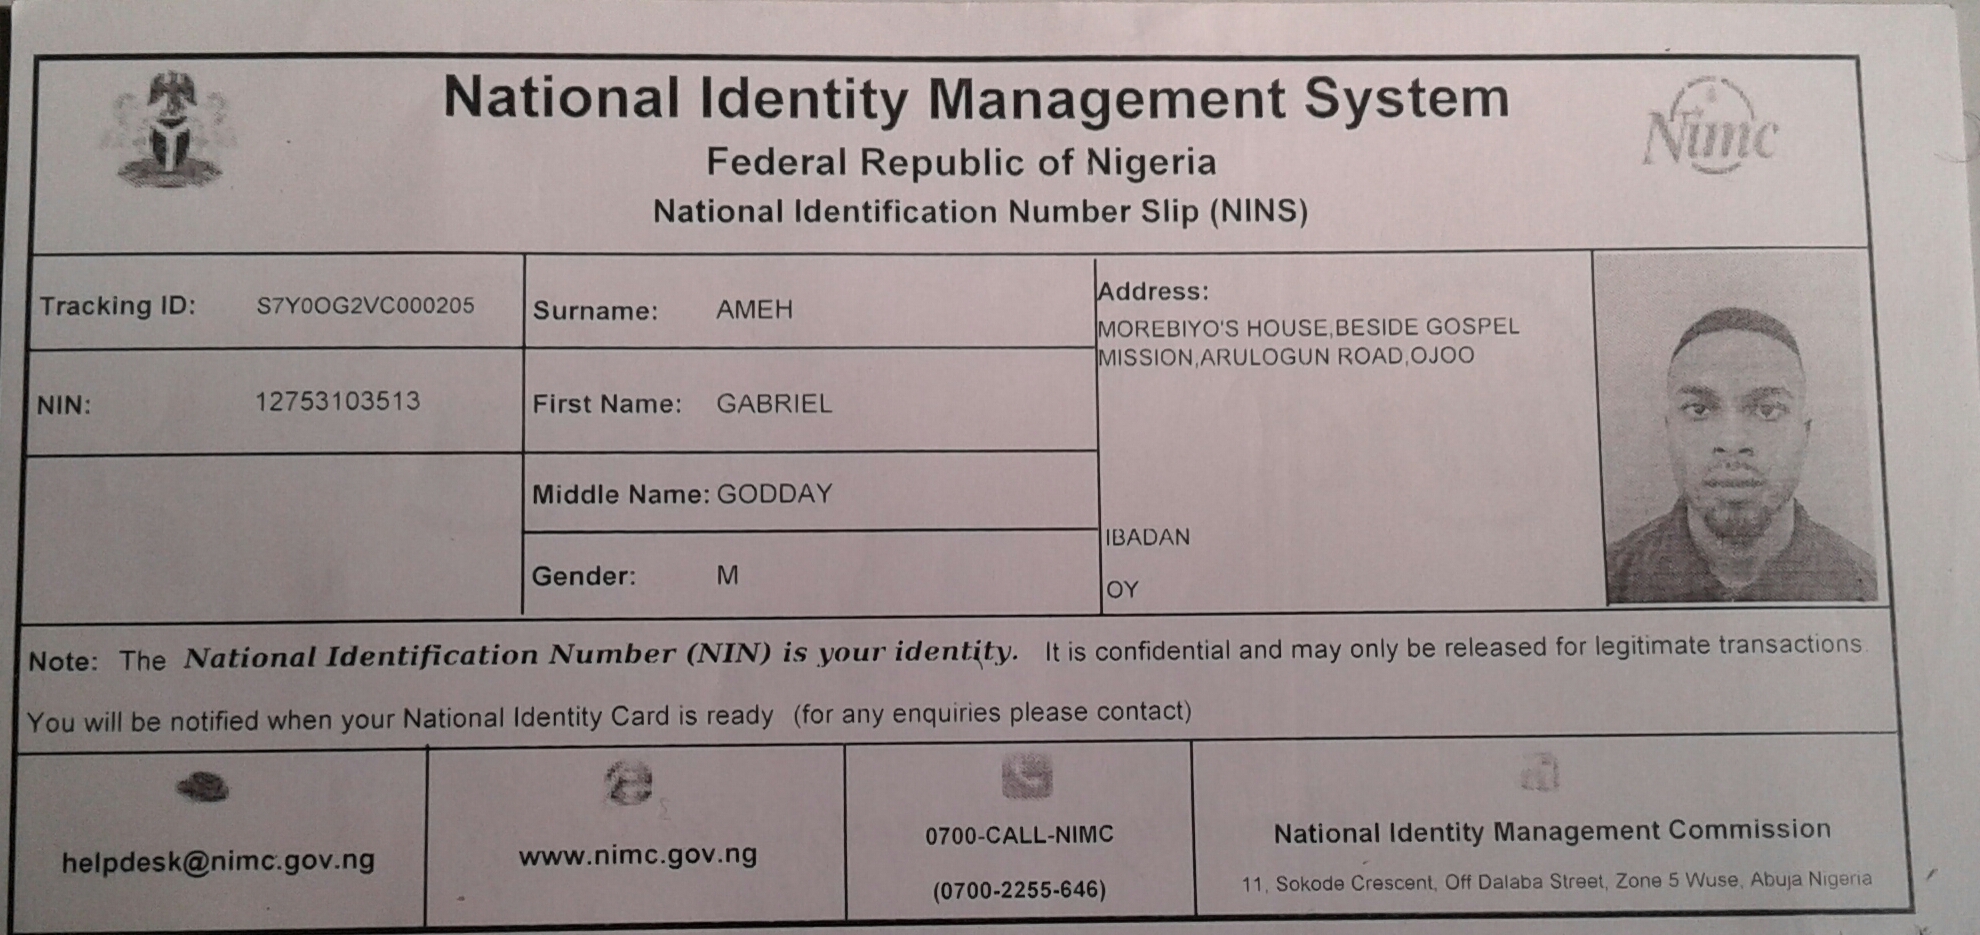 National Identity Management System
Federal Republic of Nigeria
National Identification Number Slip (NINS)
Nimc
Tracking ID: S7Y0OG2VC000205
Surname: AMEH
Address:
MOREBIYO'S HOUSE,BESIDE GOSPEL
MISSION,ARULOGUN ROAD,OJOO
NIN: 12753103513
First Name: GABRIEL
Middle Name: GODDAY
IBADAN
Gender: M
OY
Note: The National Identification Number (NIN) is your identity. It is confidential and may only be released for legitimate transactions.
You will be notified when your National Identity Card is ready (for any enquiries please contact)
helpdesk@nimc.gov.ng
www.nimc.gov.ng
0700-CALL-NIMC
(0700-2255-646)
National Identity Management Commission
11, Sokode Crescent, Off Dalaba Street, Zone 5 Wuse, Abuja Nigeria